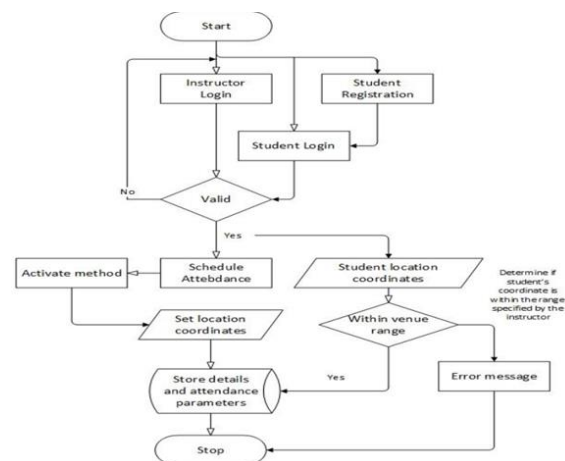 Start
Instructor
Login
Student
Registration
Student Login
No
Valid
Yes
Activate method
Schedule
Attebdance
Student location
coordinates
Determine if
student's
coordinate is
within the range
specified by the
instructor
Set location
coordinates
Within venue
range
Store details
and attendance
parameters
Yes
Error message
Stop